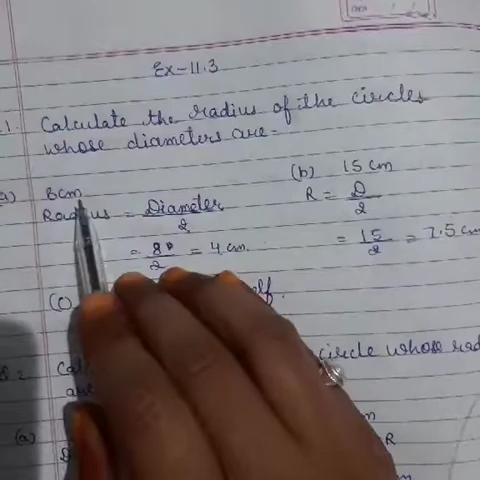 Ex-11.3
1. Calculate the radius of the circles
whose diameters are-
a) 8cm
Radius = Diameter / 2
= 8 / 2 = 4 cm.
(b) 15 cm
R = D / 2
= 15 / 2 = 7.5 cm
(c)
circle whose rad
are
(a)
R